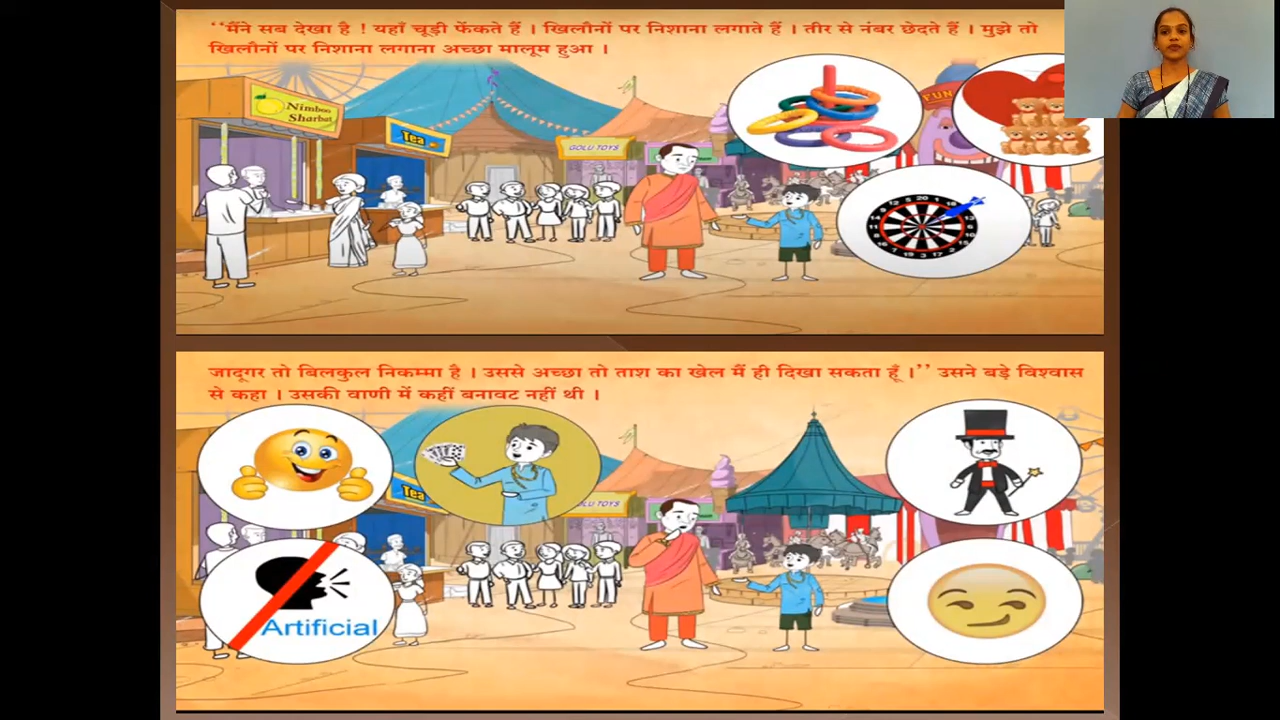 “मैंने सब देखा है ! यहाँ चूड़ी फेंकते हैं । खिलौनों पर निशाना लगाते हैं । तीर से नंबर छेदते हैं । मुझे तो
खिलौनों पर निशाना लगाना अच्छा मालूम हुआ ।
Nimboo
Sharbat
Tea
GOLU TOYS
FUN
जादूगर तो बिलकुल निकम्मा है । उससे अच्छा तो ताश का खेल मैं ही दिखा सकता हूँ ।’’ उसने बड़े विश्वास
से कहा । उसकी वाणी में कहीं बनावट नहीं थी ।
Tea
OLU TOYS
Artificial